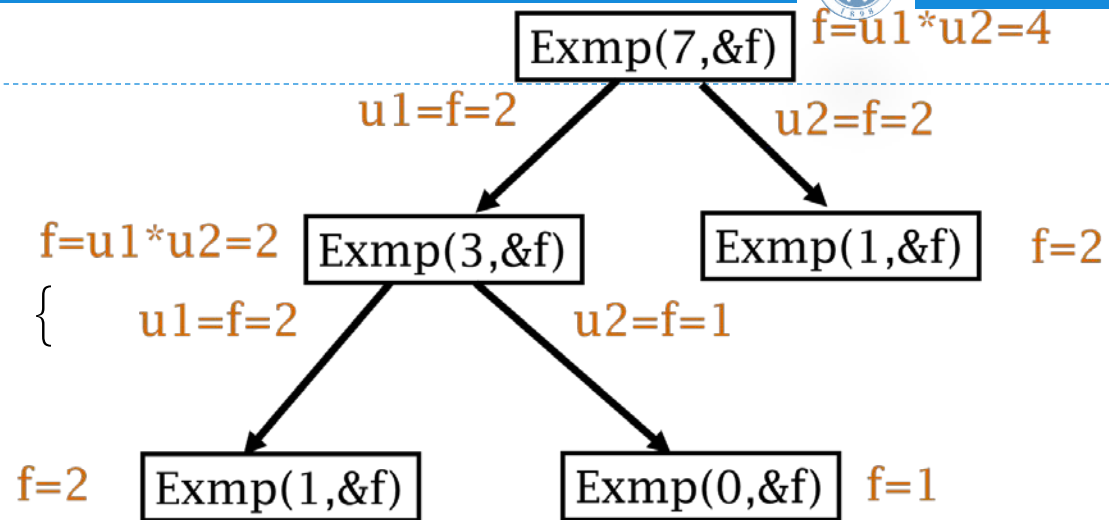 1898
Exmp(7,&f)
f=u1*u2=4
u1=f=2
u2=f=2
f=u1*u2=2
Exmp(3,&f)
Exmp(1,&f)
f=2
{
u1=f=2
u2=f=1
f=2
Exmp(1,&f)
Exmp(0,&f)
f=1